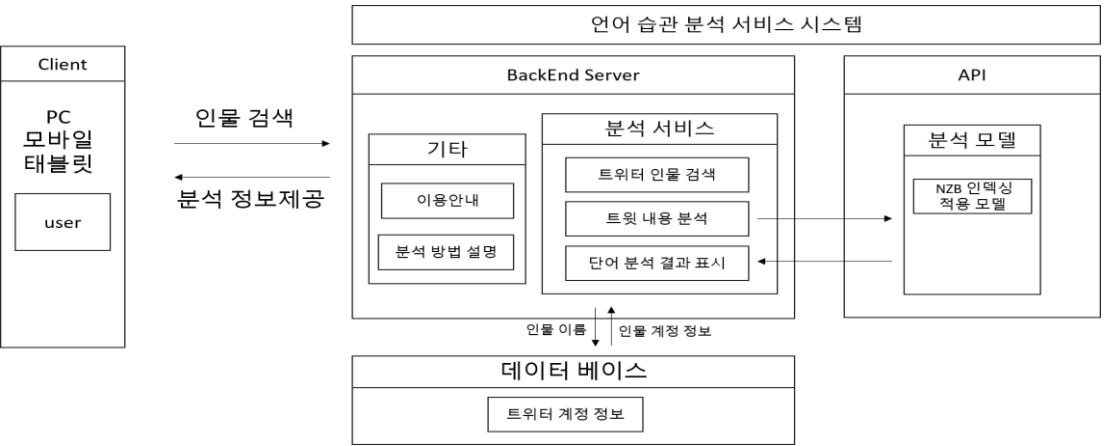 언어 습관 분석 서비스 시스템
Client
PC
모바일
태블릿
user
인물 검색
분석 정보제공
BackEnd Server
기타
이용안내
분석 방법 설명
분석 서비스
트위터 인물 검색
트윗 내용 분석
단어 분석 결과 표시
API
분석 모델
NZB 인덱싱
적용 모델
인물 이름
인물 계정 정보
데이터 베이스
트위터 계정 정보